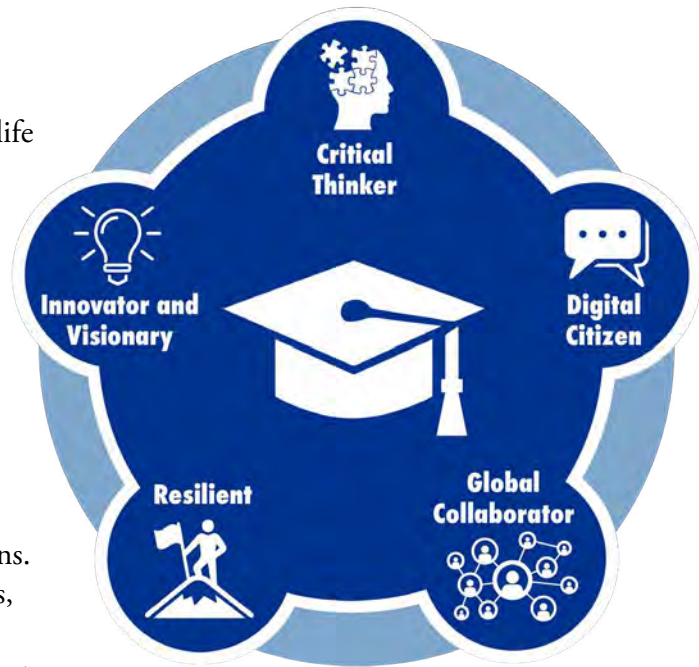 life
Critical
Thinker
Innovator and
Visionary
Digital
Citizen
Resilient
Global
Collaborator
ns.
s,